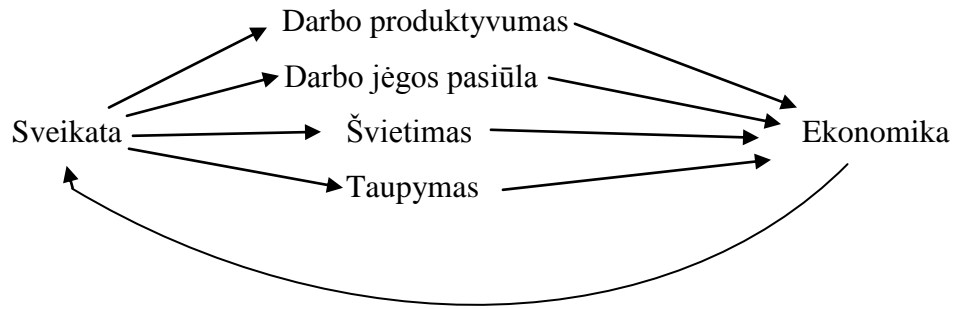 Darbo produktyvumas
Darbo jėgos pasiūla
Sveikata
Švietimas
Ekonomika
Taupymas